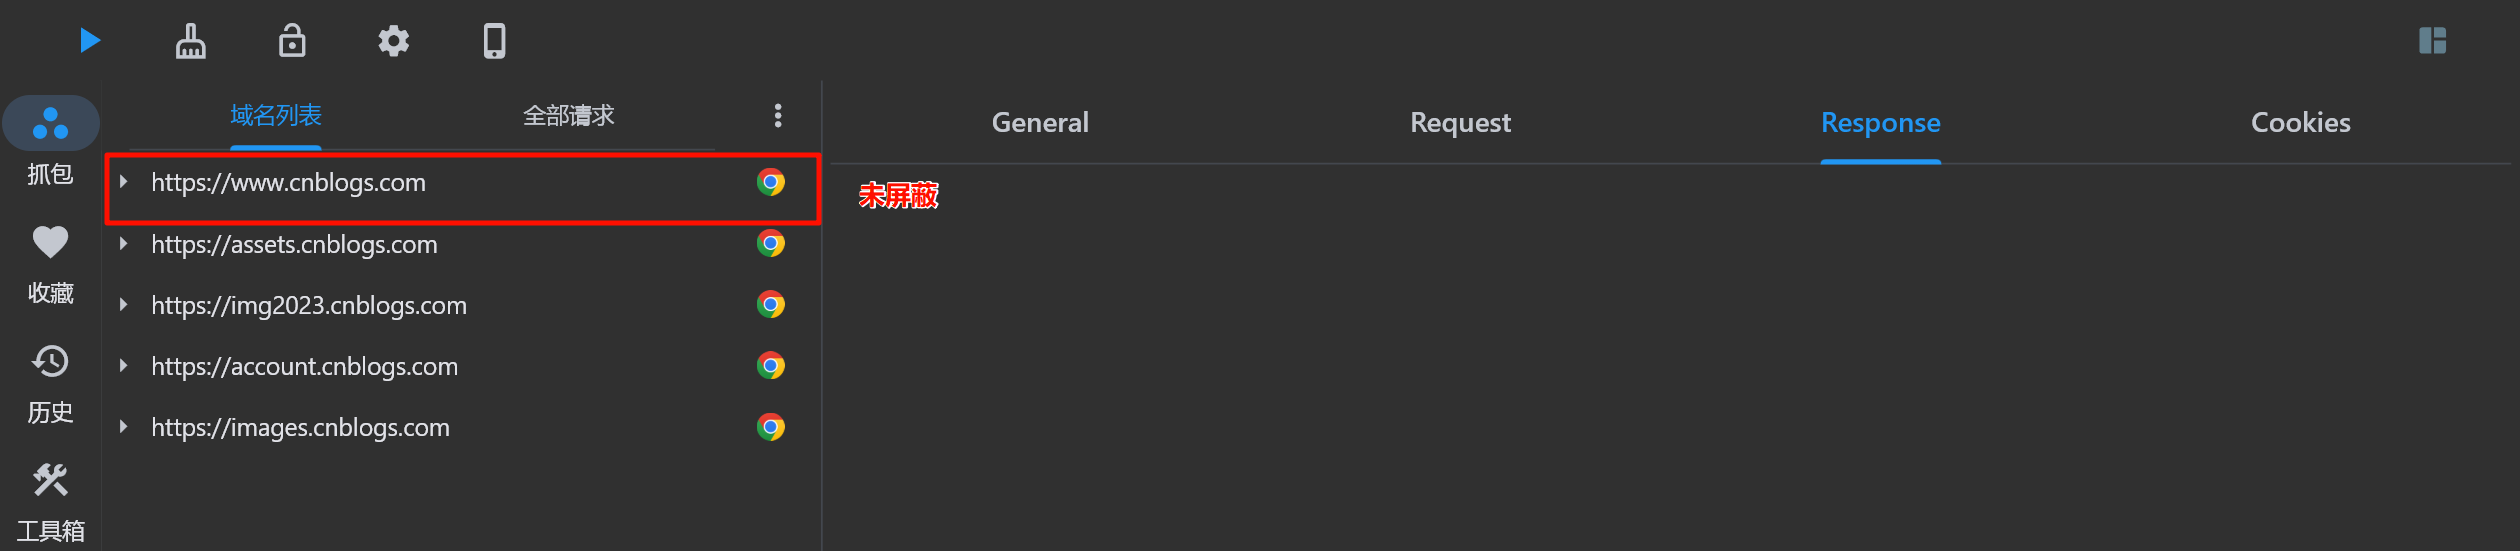 域名列表
全部请求
General
Request
Response
Cookies
抓包
收藏
历史
工具箱
https://www.cnblogs.com
https://assets.cnblogs.com
https://img2023.cnblogs.com
https://account.cnblogs.com
https://images.cnblogs.com
未屏蔽